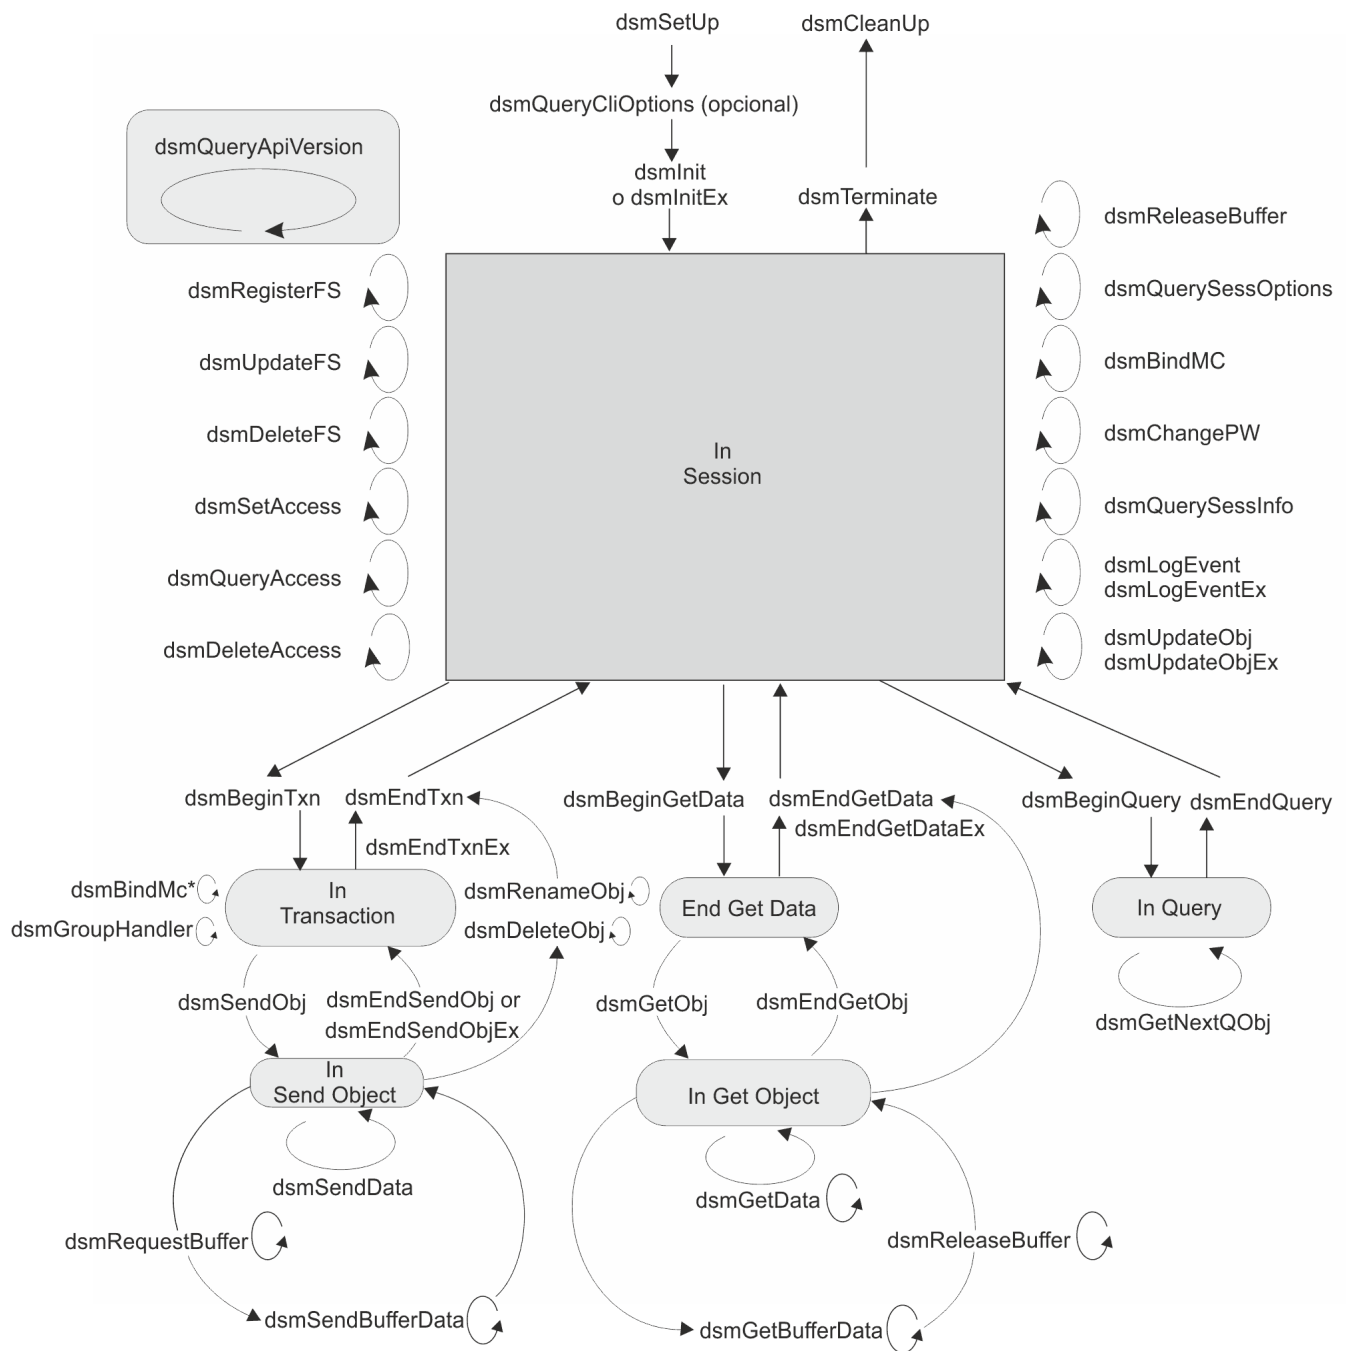 dsmSetUp
dsmCleanUp
dsmQueryCliOptions (opcional)
dsmQueryApiVersion
dsmInit
o dsmInitEx
dsmTerminate
dsmReleaseBuffer
dsmRegisterFS
dsmQuerySessOptions
dsmUpdateFS
dsmBindMC
dsmDeleteFS
dsmChangePW
In
Session
dsmSetAccess
dsmQuerySessInfo
dsmQueryAccess
dsmLogEvent
dsmLogEventEx
dsmDeleteAccess
dsmUpdateObj
dsmUpdateObjEx
dsmBeginTxn
dsmEndTxn
dsmBeginGetData
dsmEndGetData
dsmBeginQuery
dsmEndQuery
dsmEndGetDataEx
dsmEndTxnEx
dsmBindMc*
In
Transaction
dsmRenameObj
dsmGroupHandler
dsmDeleteObj
End Get Data
In Query
dsmSendObj
dsmEndSendObj or
dsmEndSendObjEx
dsmGetObj
dsmEndGetObj
dsmGetNextQObj
In
Send Object
In Get Object
dsmSendData
dsmGetData
dsmRequestBuffer
dsmReleaseBuffer
dsmSendBufferData
dsmGetBufferData